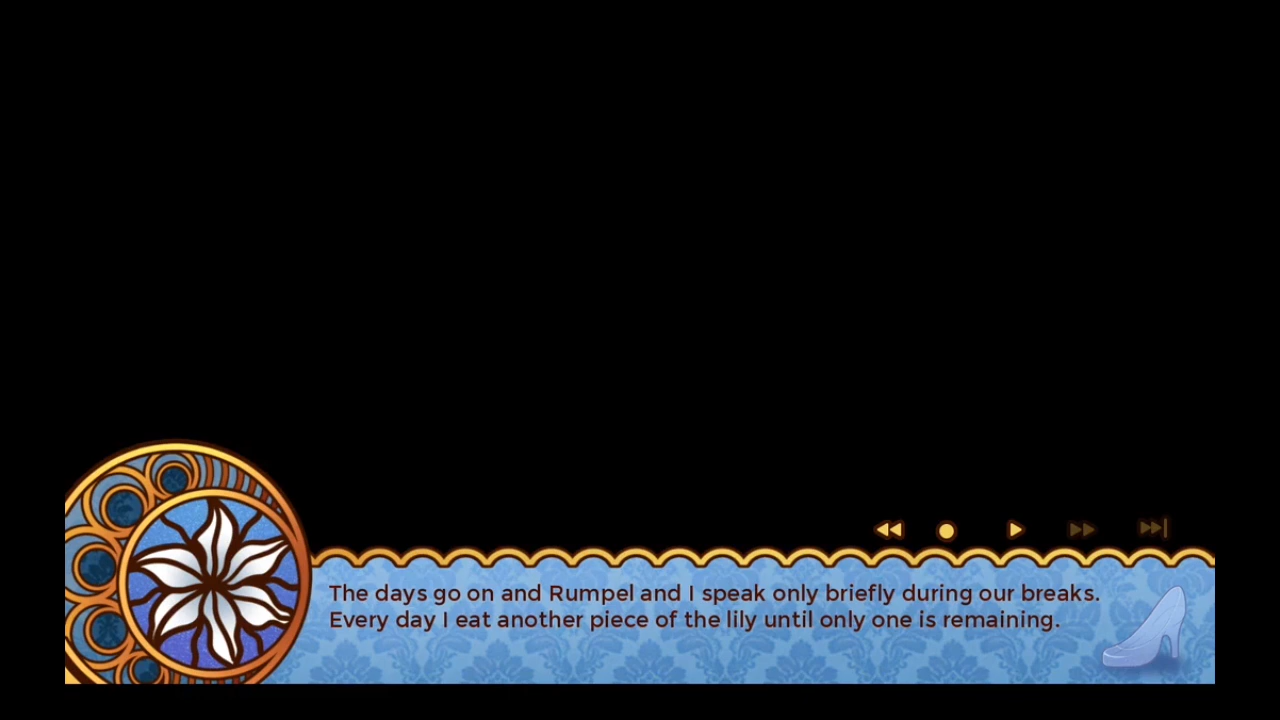 The days go on and Rumpel and I speak only briefly during our breaks.
Every day I eat another piece of the lily until only one is remaining.